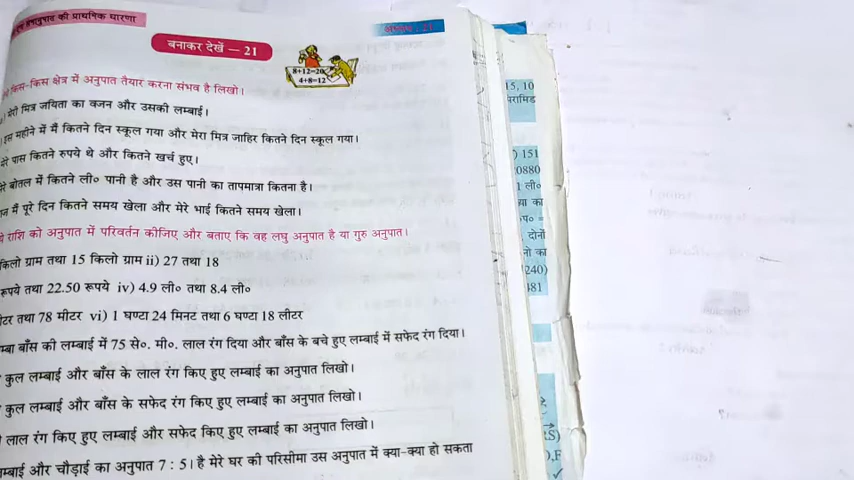 समानुपात की प्राथमिक धारणा
बनाकर देखें — 21
अध्याय : 21
8+12=20
4+8=12
किस-किस क्षेत्र में अनुपात तैयार करना संभव है लिखो।
मेरी मित्र जयिता का वजन और उसकी लम्बाई।
इस महीने में मैं कितने दिन स्कूल गया और मेरा मित्र जाहिर कितने दिन स्कूल गया।
पास कितने रुपये थे और कितने खर्च हुए।
बोतल में कितने ली० पानी है और उस पानी का तापमात्रा कितना है।
मैं पूरे दिन कितने समय खेला और मेरे भाई कितने समय खेला।
राशि को अनुपात में परिवर्तन कीजिए और बताए कि वह लघु अनुपात है या गुरु अनुपात।
किलो ग्राम तथा 15 किलो ग्राम ii) 27 तथा 18
रूपये तथा 22.50 रूपये iv) 4.9 ली० तथा 8.4 ली०
तथा 78 मीटर vi) 1 घण्टा 24 मिनट तथा 6 घण्टा 18 लीटर
बाँस की लम्बाई में 75 से० मी० लाल रंग दिया और बाँस के बचे हुए लम्बाई में सफेद रंग दिया।
कुल लम्बाई और बाँस के लाल रंग किए हुए लम्बाई का अनुपात लिखो।
कुल लम्बाई और बाँस के सफेद रंग किए हुए लम्बाई का अनुपात लिखो।
लाल रंग किए हुए लम्बाई और सफेद रंग किए हुए लम्बाई का अनुपात लिखो।
लम्बाई और चौड़ाई का अनुपात 7 : 5। है मेरे घर की परिसीमा उस अनुपात में क्या-क्या हो सकता
15, 10
151
0880
1 ली०
का
दोनों
का
240)